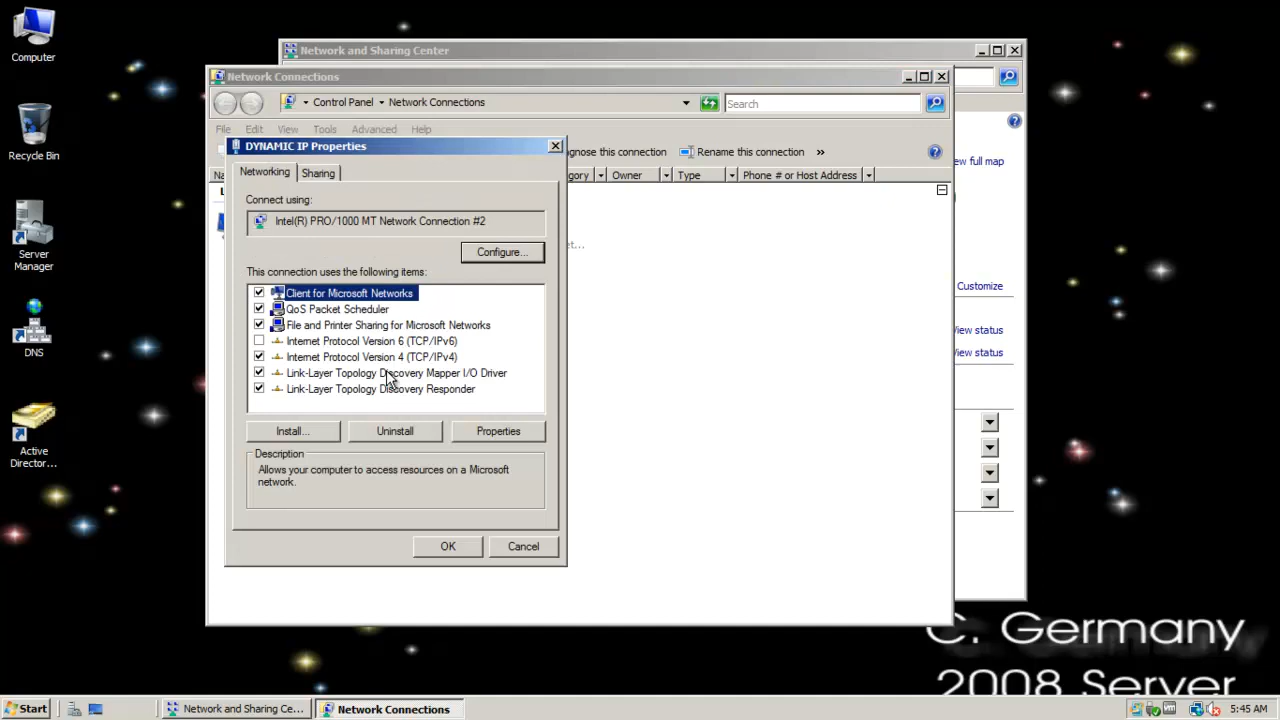 Computer
Recycle Bin
Server
Manager
DNS
Active
Director...
Network and Sharing Center
Network Connections
Control Panel
Network Connections
Search
File
Edit
View
Tools
Advanced
Help
Rename this connection
»
Owner
Type
Phone # or Host Address
DYNAMIC IP Properties
Networking
Sharing
Connect using:
Intel(R) PRO/1000 MT Network Connection #2
Configure...
This connection uses the following items:
Client for Microsoft Networks
QoS Packet Scheduler
File and Printer Sharing for Microsoft Networks
Internet Protocol Version 6 (TCP/IPv6)
Internet Protocol Version 4 (TCP/IPv4)
Link-Layer Topology Discovery Mapper I/O Driver
Link-Layer Topology Discovery Responder
Install...
Uninstall
Properties
Description
Allows your computer to access resources on a Microsoft
network.
OK
Cancel
full map
Customize
View status
View status
C. Germany
2008 Server
Start
Network and Sharing Ce...
Network Connections
5:45 AM